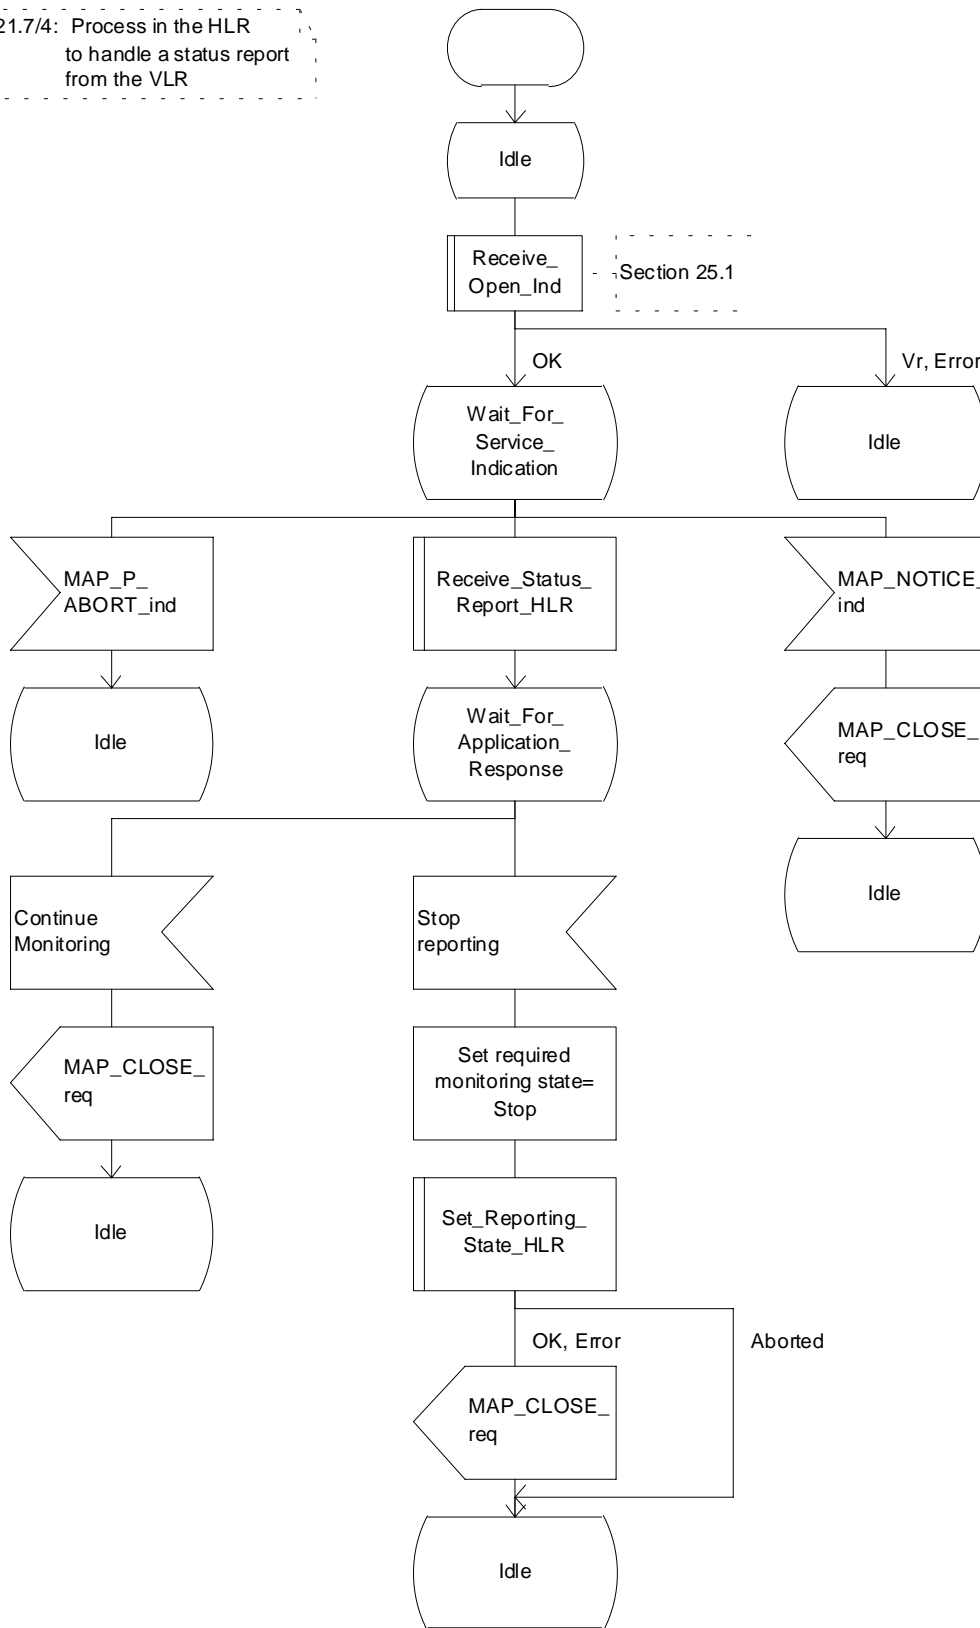 21.7/4: Process in the HLR
to handle a status report
from the VLR
Idle
Receive_
Open_Ind
Section 25.1
OK
Vr, Error
Wait_For_
Service_
Indication
Idle
MAP_P_
ABORT_ind
Receive_Status_
Report_HLR
MAP_NOTICE_
ind
Idle
Wait_For_
Application_
Response
MAP_CLOSE_
req
Idle
Continue
Monitoring
Stop
reporting
MAP_CLOSE_
req
Set required
monitoring state=
Stop
Idle
Set_Reporting_
State_HLR
OK, Error
Aborted
MAP_CLOSE_
req
Idle